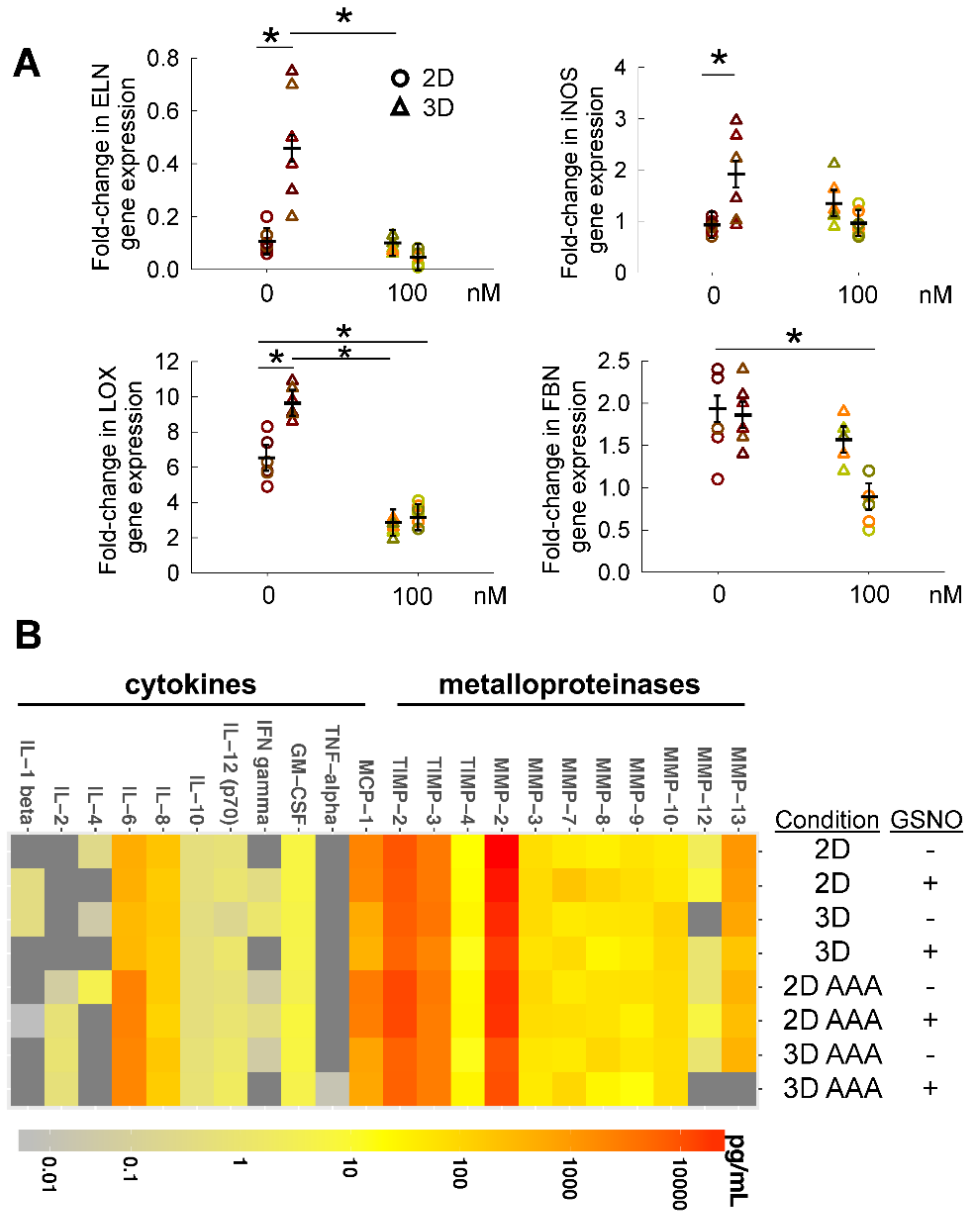 A
Fold-change in ELN
gene expression
0.8
0.6
0.4
0.2
0.0
*
*
2D
3D
0
100
nM
Fold-change in iNOS
gene expression
4
3
2
1
0
*
0
100
nM
Fold-change in LOX
gene expression
12
10
8
6
4
2
0
*
*
*
0
100
nM
Fold-change in FBN
gene expression
2.5
2.0
1.5
1.0
0.5
0.0
*
0
100
nM
B
cytokines
metalloproteinases
IL-1 beta
IL-2
IL-4
IL-6
IL-8
IL-10
IL-12 (p70)
IFN gamma
GM-CSF
TNF-alpha
MCP-1
TIMP-2
TIMP-3
TIMP-4
MMP-2
MMP-3
MMP-7
MMP-8
MMP-9
MMP-10
MMP-12
MMP-13
Condition GSNO
2D -
2D +
3D -
3D +
2D AAA -
2D AAA +
3D AAA -
3D AAA +
0.01
0.1
1
10
100
1000
10000
pg/mL